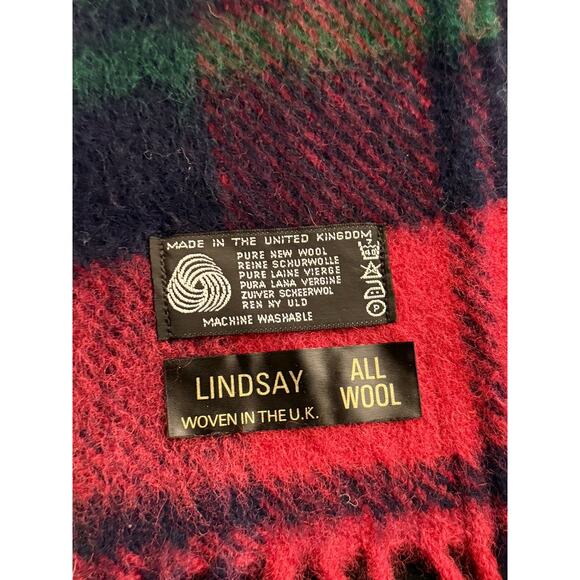 MADE IN THE UNITED KINGDOM
PURE NEW WOOL
REINE SCHURWOLLE
PURE LAINE VIERGE
PURA LANA VERGINE
ZUIVER SCHEERWOL
REN NY ULD
MACHINE WASHABLE
40
P
LINDSAY
WOVEN IN THE U.K.
ALL
WOOL